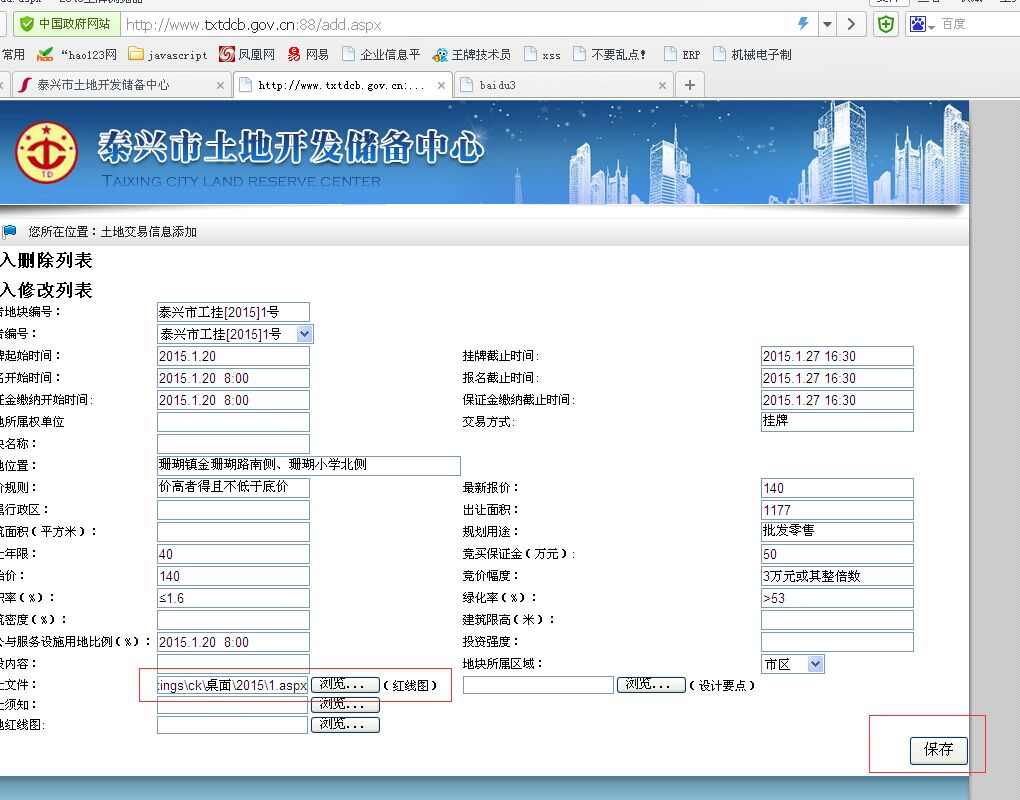 中国政府网站 http://www.txtdcb.gov.cn:88/add.aspx 百度
常用 "hao123网 javascript 凤凰网 网易 企业信息平 王牌技术员 xss 不要乱点! ERP 机械电子制
泰兴市土地开发储备中心 × http://www.txtdcb.gov.cn:... × baidu3 × +
泰兴市土地开发储备中心
TAIXING CITY LAND RESERVE CENTER
TD
您所在位置：土地交易信息添加
入删除列表
入修改列表
地块编号： 泰兴市工挂[2015]1号
编号： 泰兴市工挂[2015]1号
起始时间： 2015.1.20 挂牌截止时间: 2015.1.27 16:30
开始时间： 2015.1.20 8:00 报名截止时间: 2015.1.27 16:30
金缴纳开始时间: 2015.1.20 8:00 保证金缴纳截止时间: 2015.1.27 16:30
所属权单位 交易方式: 挂牌
名称：
位置： 珊瑚镇金珊瑚路南侧、珊瑚小学北侧
规则： 价高者得且不低于底价 最新报价： 140
行政区： 出让面积： 1177
面积(平方米)： 规划用途： 批发零售
年限： 40 竞买保证金(万元)： 50
价： 140 竞价幅度： 3万元或其整倍数
率(%)： ≤1.6 绿化率(%)： >53
密度(%)： 建筑限高(米)：
与服务设施用地比例(%)： 2015.1.20 8:00 投资强度：
内容： 地块所属区域： 市区
文件： ings\ck\桌面\2015\1.aspx 浏览... (红线图) 浏览... (设计要点)
须知： 浏览...
红线图: 浏览...
保存